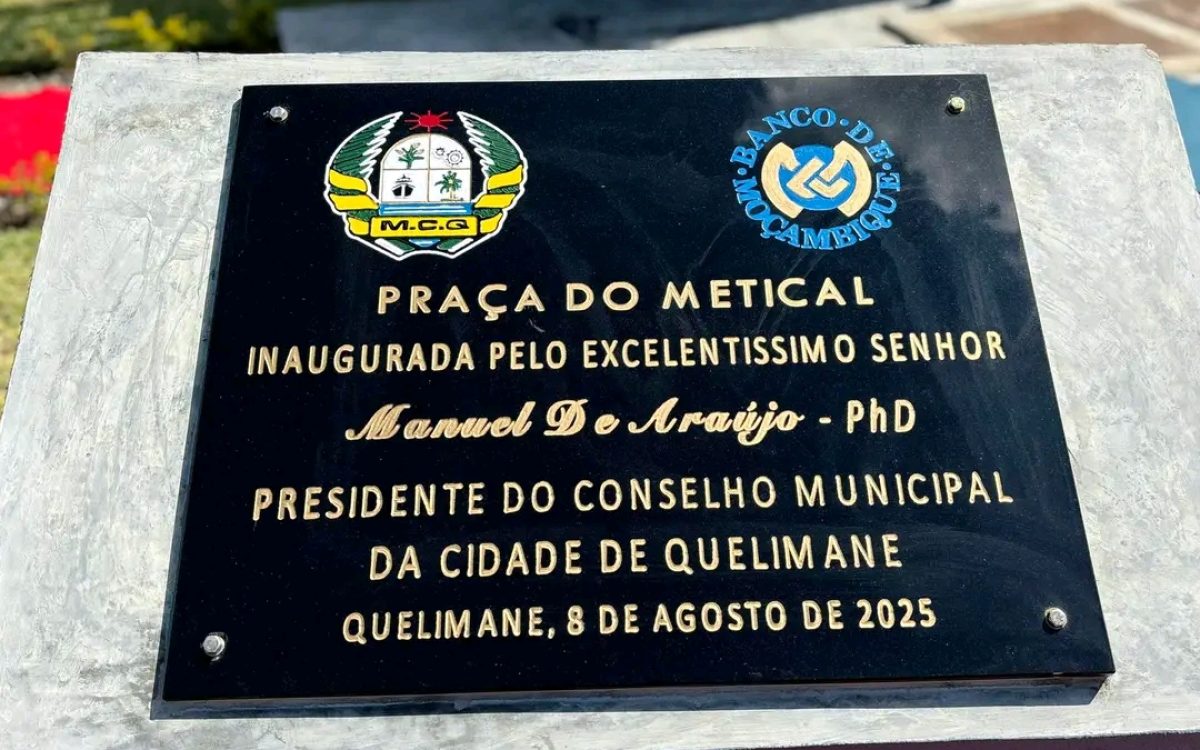 M.C.Q
BANCO · DE · MOÇAMBIQUE
PRAÇA DO METICAL
INAUGURADA PELO EXCELENTISSIMO SENHOR
Manuel De Araújo - PhD
PRESIDENTE DO CONSELHO MUNICIPAL
DA CIDADE DE QUELIMANE
QUELIMANE, 8 DE AGOSTO DE 2025